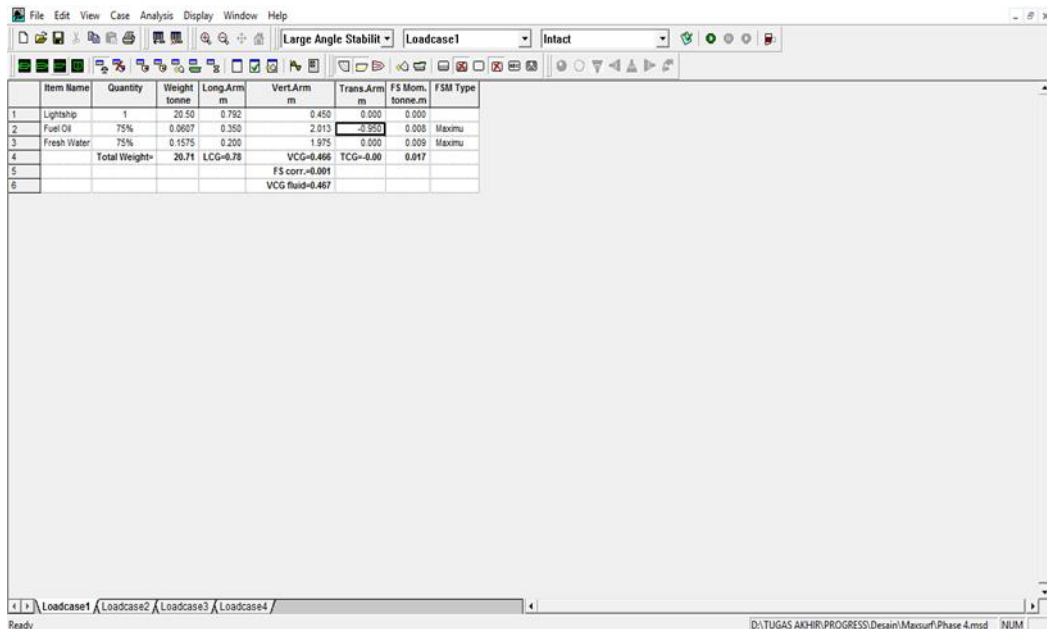 File Edit View Case Analysis Display Window Help
Large Angle Stabilit Loadcase1 Intact
Item Name Quantity Weight tonne Long.Arm m Vert.Arm m Trans.Arm m FS Mom. tonne.m FSM Type
1 Lightship 1 20.50 0.792 0.450 0.000 0.000
2 Fuel Oil 75% 0.0607 0.350 2.013 -0.950 0.008 Maximu
3 Fresh Water 75% 0.1575 0.200 1.975 0.000 0.009 Maximu
4 Total Weight= 20.71 LCG=0.78 VCG=0.466 TCG=-0.00 0.017
5 FS corr.=0.001
6 VCG fluid=0.467
Loadcase1 Loadcase2 Loadcase3 Loadcase4
Ready D:\TUGAS AKHIR\PROGRESS\Desain\Maxsurf\Phase 4.msd NUM